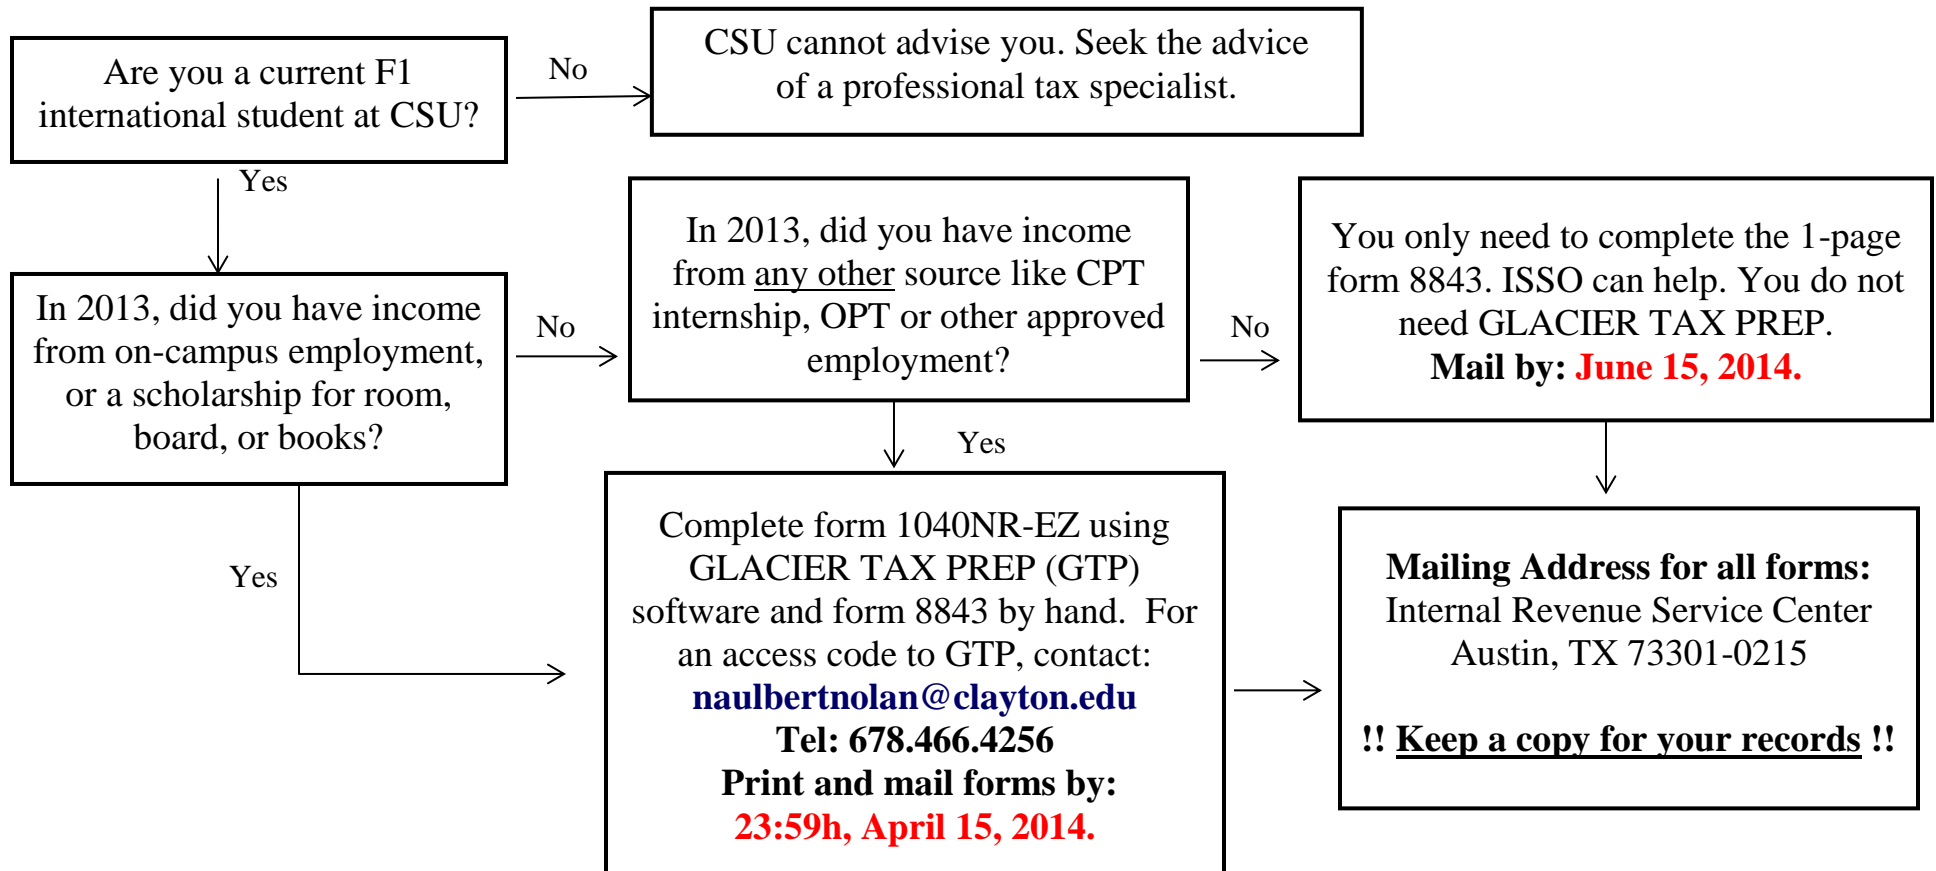 Are you a current F1
international student at CSU?
No
CSU cannot advise you. Seek the advice
of a professional tax specialist.
Yes
In 2013, did you have income
from on-campus employment,
or a scholarship for room,
board, or books?
No
In 2013, did you have income
from any other source like CPT
internship, OPT or other approved
employment?
No
You only need to complete the 1-page
form 8843. ISSO can help. You do not
need GLACIER TAX PREP.
Mail by: June 15, 2014.
Yes
Yes
Complete form 1040NR-EZ using
GLACIER TAX PREP (GTP)
software and form 8843 by hand.  For
an access code to GTP, contact:
naulbertnolan@clayton.edu
Tel: 678.466.4256
Print and mail forms by:
23:59h, April 15, 2014.
Mailing Address for all forms:
Internal Revenue Service Center
Austin, TX 73301-0215
!! Keep a copy for your records !!